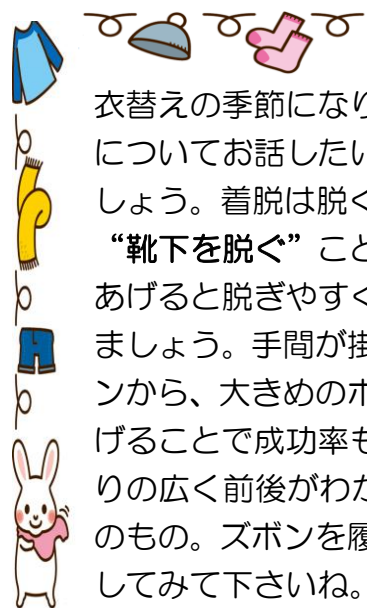 衣替えの季節になり
についてお話したい
しょう。着脱は脱ぐ
“靴下を脱ぐ”こと
あげると脱ぎやすく
ましょう。手間が掛
ンから、大きめのボ
げることで成功率も
りの広く前後がわか
のもの。ズボンを履
してみて下さいね。